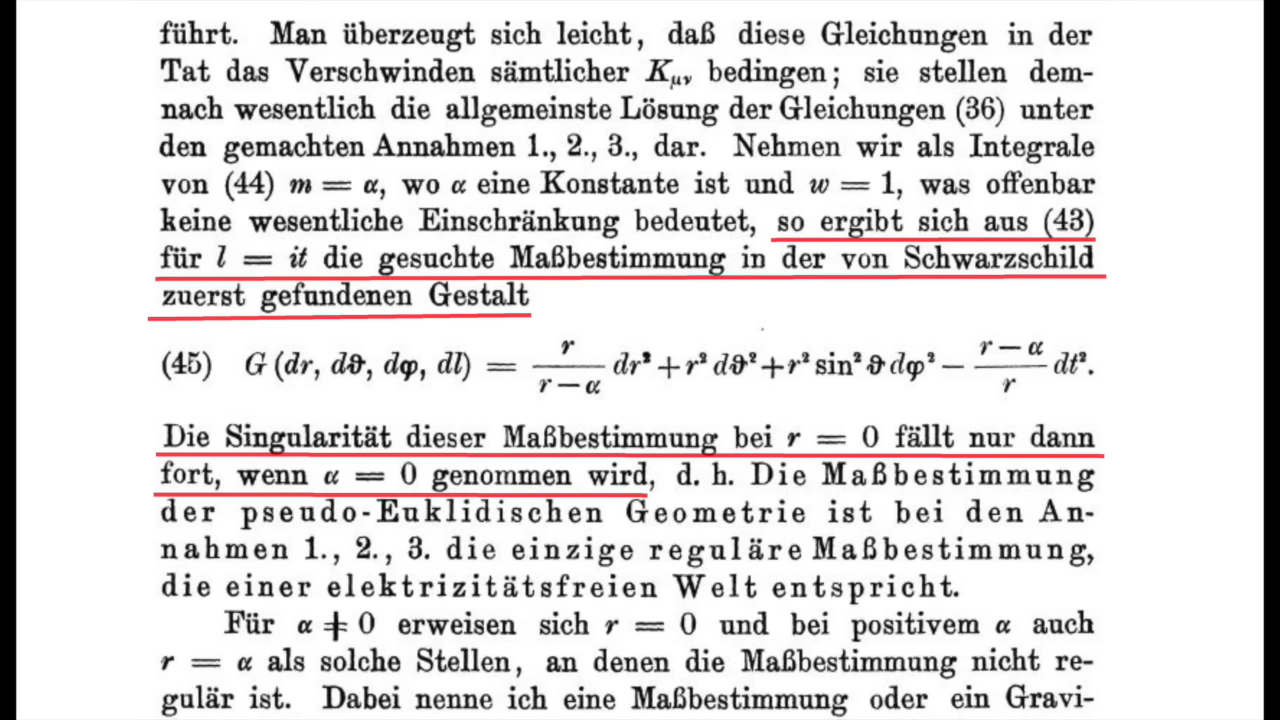 führt. Man überzeugt sich leicht, daß diese Gleichungen in der
Tat das Verschwinden sämtlicher K_{μν} bedingen; sie stellen dem-
nach wesentlich die allgemeinste Lösung der Gleichungen (36) unter
den gemachten Annahmen 1., 2., 3., dar. Nehmen wir als Integrale
von (44) m = α, wo α eine Konstante ist und w = 1, was offenbar
keine wesentliche Einschränkung bedeutet, so ergibt sich aus (43)
für l = it die gesuchte Maßbestimmung in der von Schwarzschild
zuerst gefundenen Gestalt
(45) G (dr, dϑ, dφ, dl) = r/(r − α) dr² + r² dϑ² + r² sin² ϑ dφ² − (r − α)/r dt².
Die Singularität dieser Maßbestimmung bei r = 0 fällt nur dann
fort, wenn α = 0 genommen wird, d. h. Die Maßbestimmung
der pseudo-Euklidischen Geometrie ist bei den An-
nahmen 1., 2., 3. die einzige reguläre Maßbestimmung,
die einer elektrizitätsfreien Welt entspricht.
Für α ≠ 0 erweisen sich r = 0 und bei positivem α auch
r = α als solche Stellen, an denen die Maßbestimmung nicht re-
gulär ist. Dabei nenne ich eine Maßbestimmung oder ein Gravi-